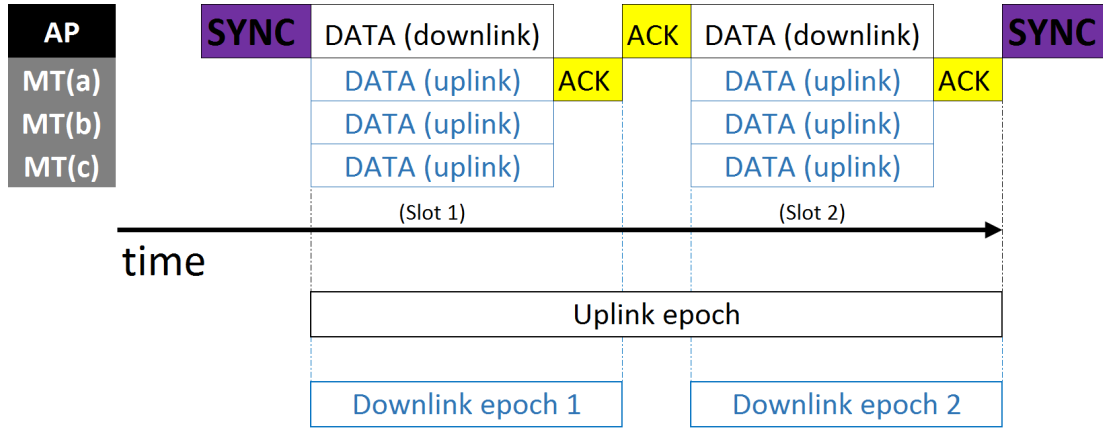 AP SYNC DATA (downlink) ACK DATA (downlink) SYNC
MT(a) DATA (uplink) ACK DATA (uplink) ACK
MT(b) DATA (uplink) DATA (uplink)
MT(c) DATA (uplink) DATA (uplink)
(Slot 1) (Slot 2)
time
Uplink epoch
Downlink epoch 1 Downlink epoch 2